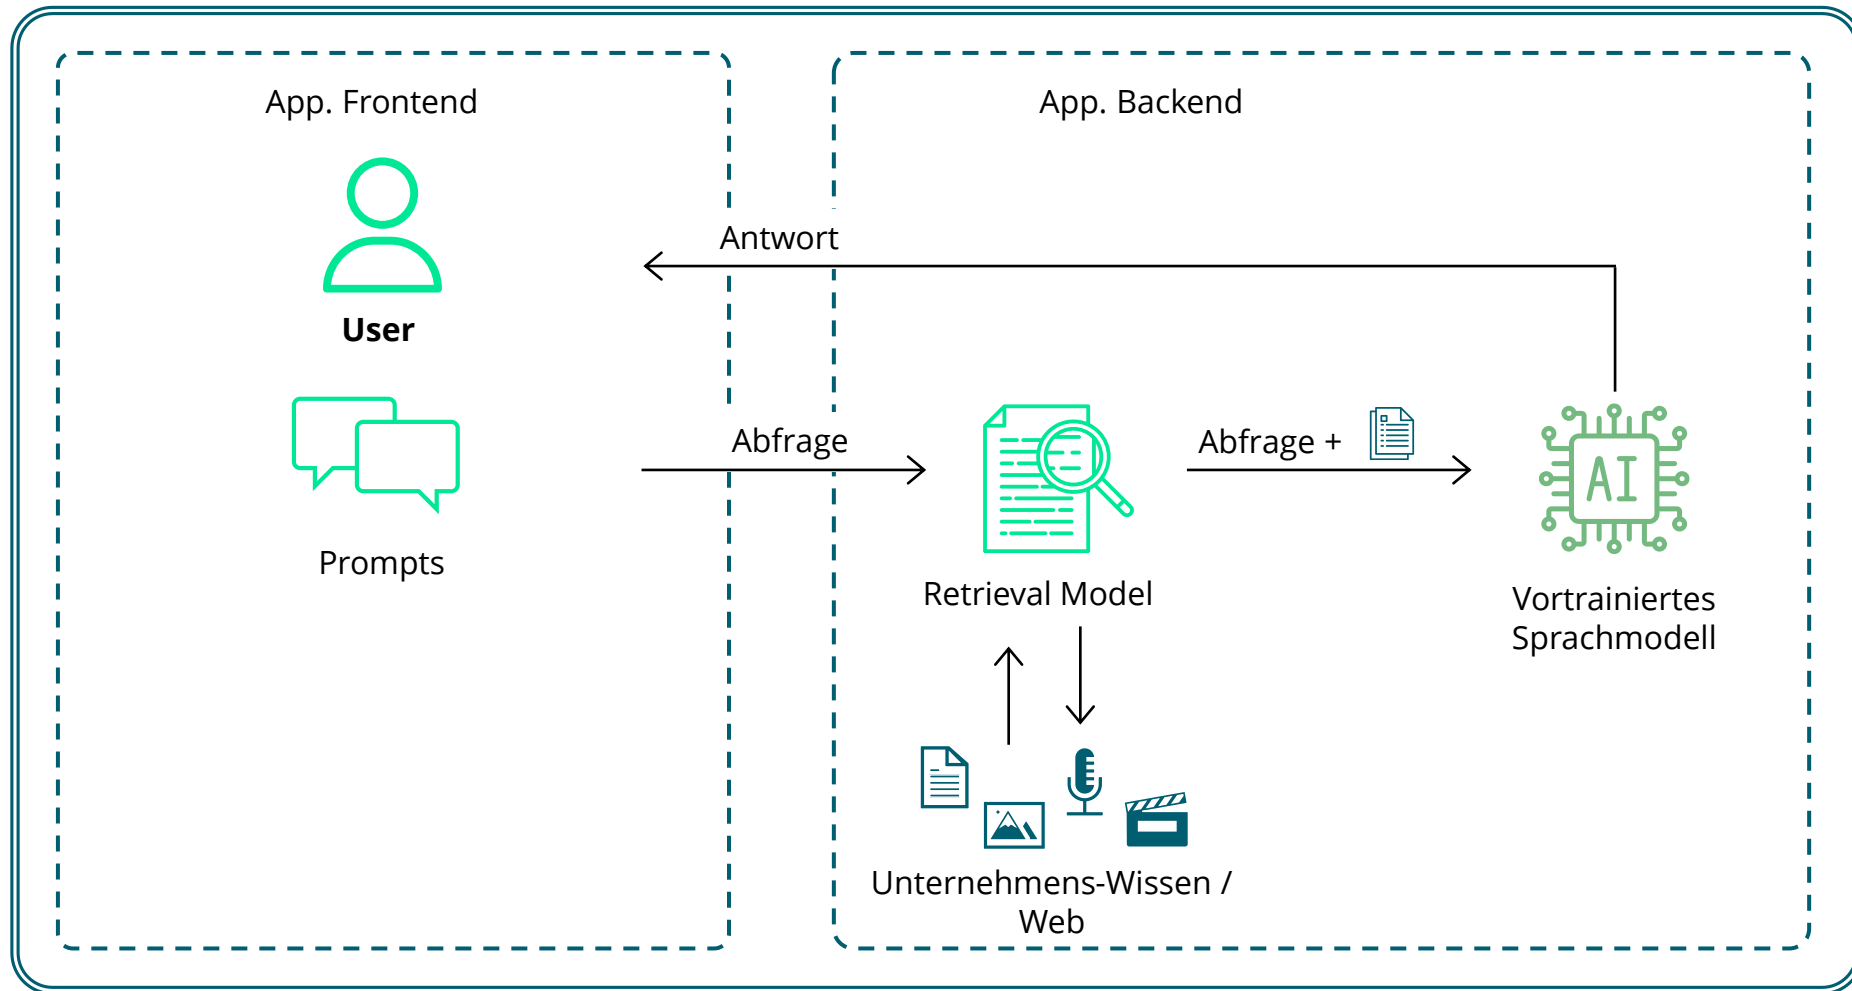 App. Frontend
App. Backend
Antwort
User
Abfrage
Abfrage +
AI
Prompts
Retrieval Model
Vortrainiertes
Sprachmodell
Unternehmens-Wissen /
Web